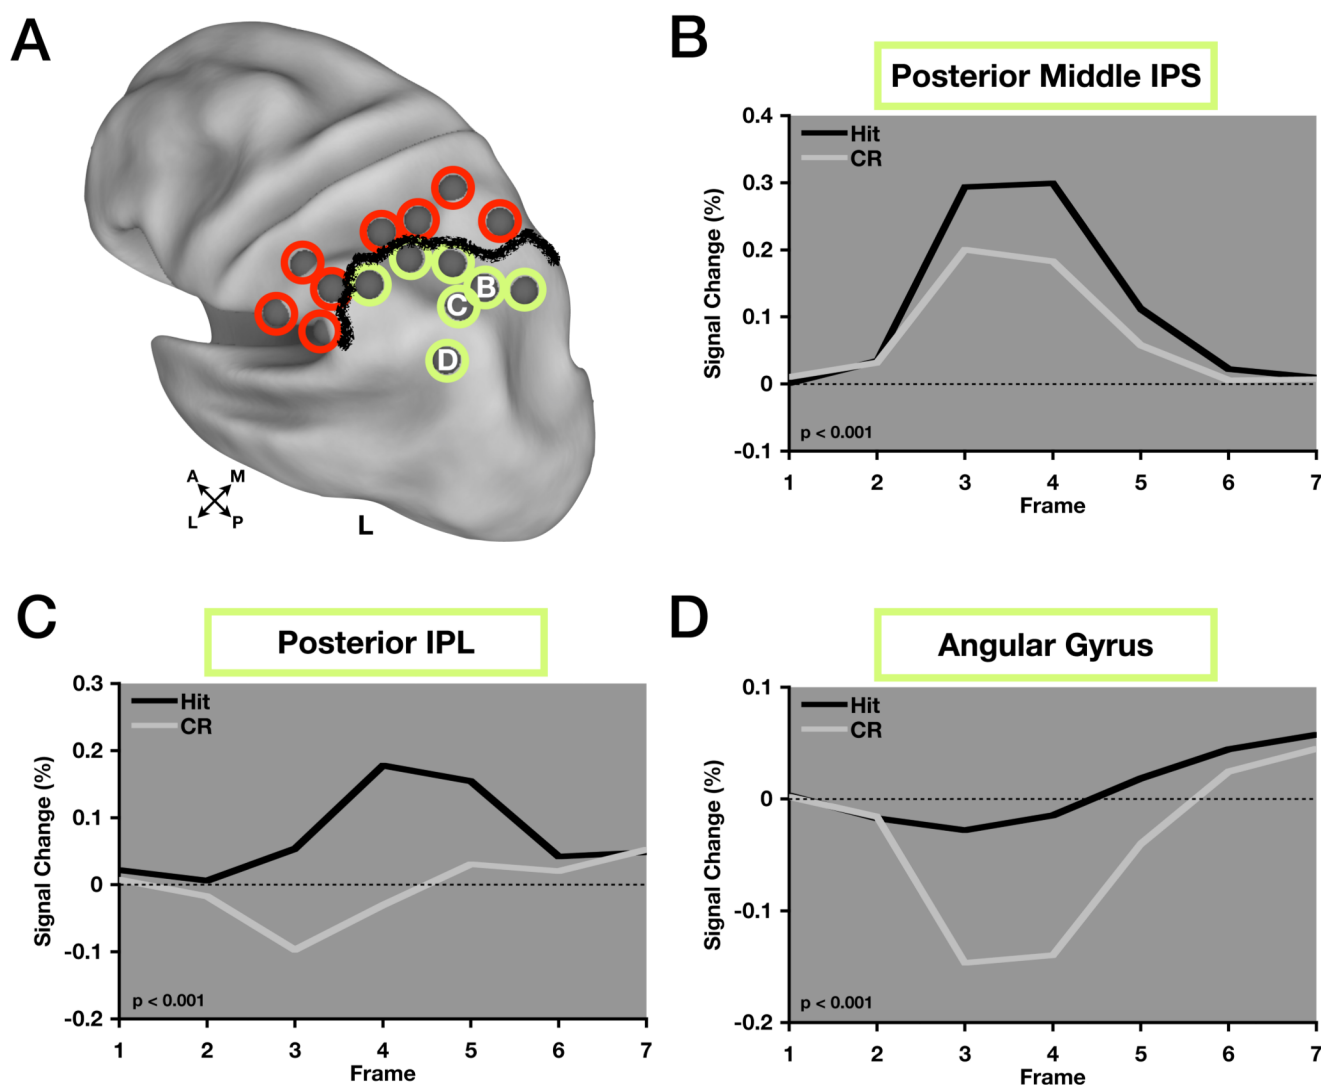 A
B
C
D
A M
L P
L
B
Posterior Middle IPS
0.4
0.3
0.2
0.1
0
-0.1
Signal Change (%)
Hit
CR
p < 0.001
1 2 3 4 5 6 7
Frame
C
Posterior IPL
0.3
0.2
0.1
0
-0.1
-0.2
Signal Change (%)
Hit
CR
p < 0.001
1 2 3 4 5 6 7
Frame
D
Angular Gyrus
0.1
0
-0.1
-0.2
Signal Change (%)
Hit
CR
p < 0.001
1 2 3 4 5 6 7
Frame